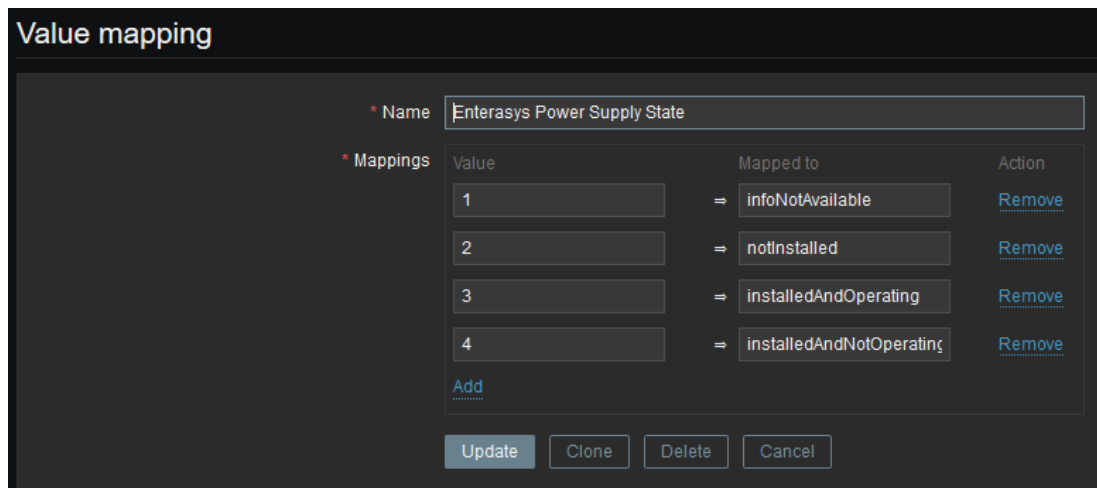 Value mapping
* Name Enterasys Power Supply State
* Mappings Value Mapped to Action
1 ⇒ infoNotAvailable Remove
2 ⇒ notInstalled Remove
3 ⇒ installedAndOperating Remove
4 ⇒ installedAndNotOperating Remove
Add
Update Clone Delete Cancel